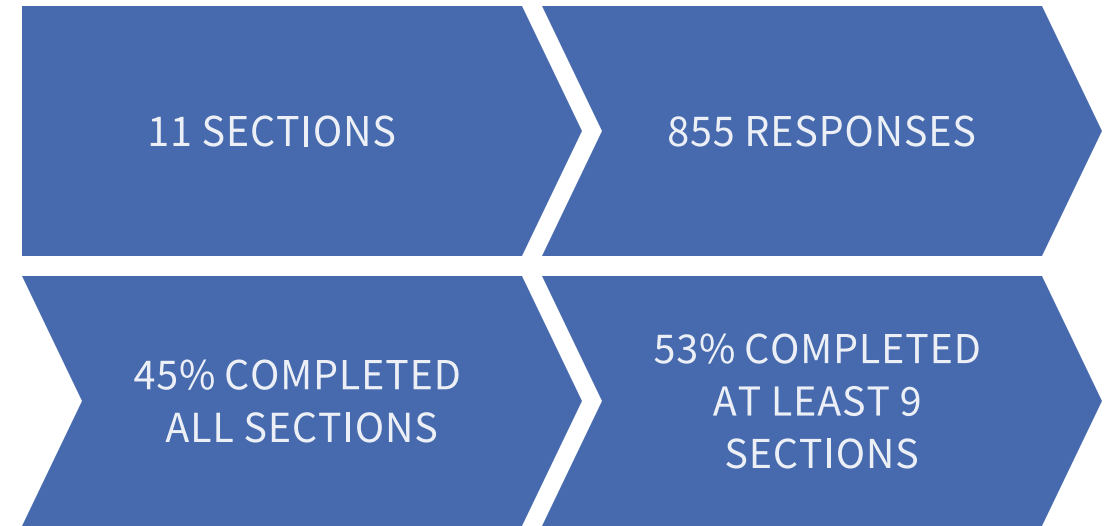 11 SECTIONS
855 RESPONSES
45% COMPLETED
ALL SECTIONS
53% COMPLETED
AT LEAST 9
SECTIONS